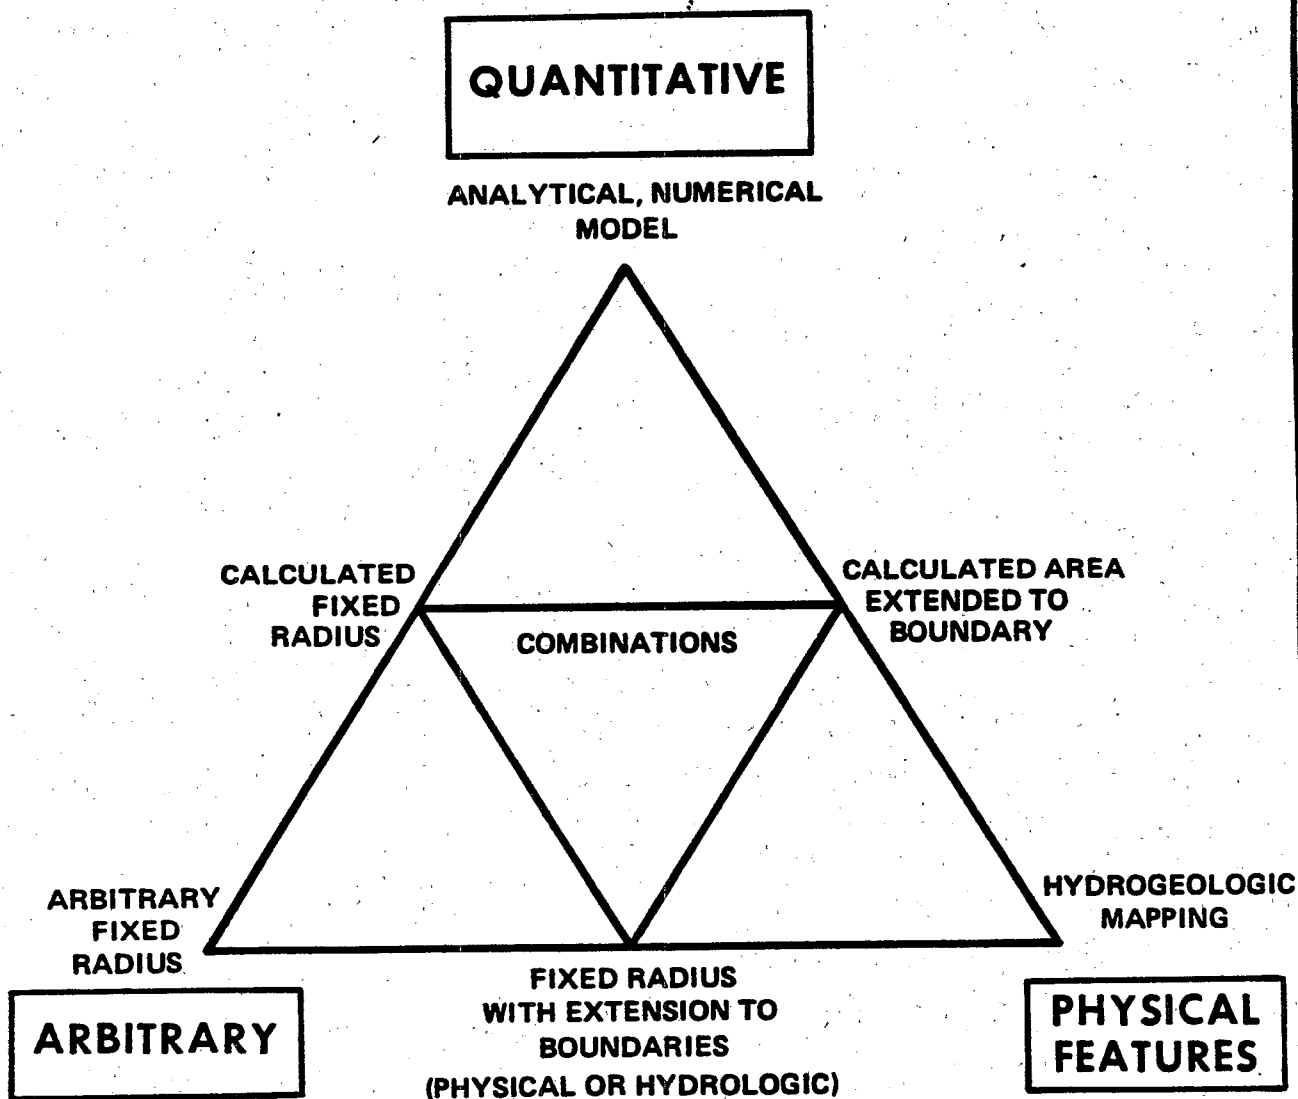 QUANTITATIVE
ANALYTICAL, NUMERICAL
MODEL
CALCULATED
FIXED
RADIUS
CALCULATED AREA
EXTENDED TO
BOUNDARY
COMBINATIONS
ARBITRARY
FIXED
RADIUS
HYDROGEOLOGIC
MAPPING
ARBITRARY
FIXED RADIUS
WITH EXTENSION TO
BOUNDARIES
(PHYSICAL OR HYDROLOGIC)
PHYSICAL
FEATURES